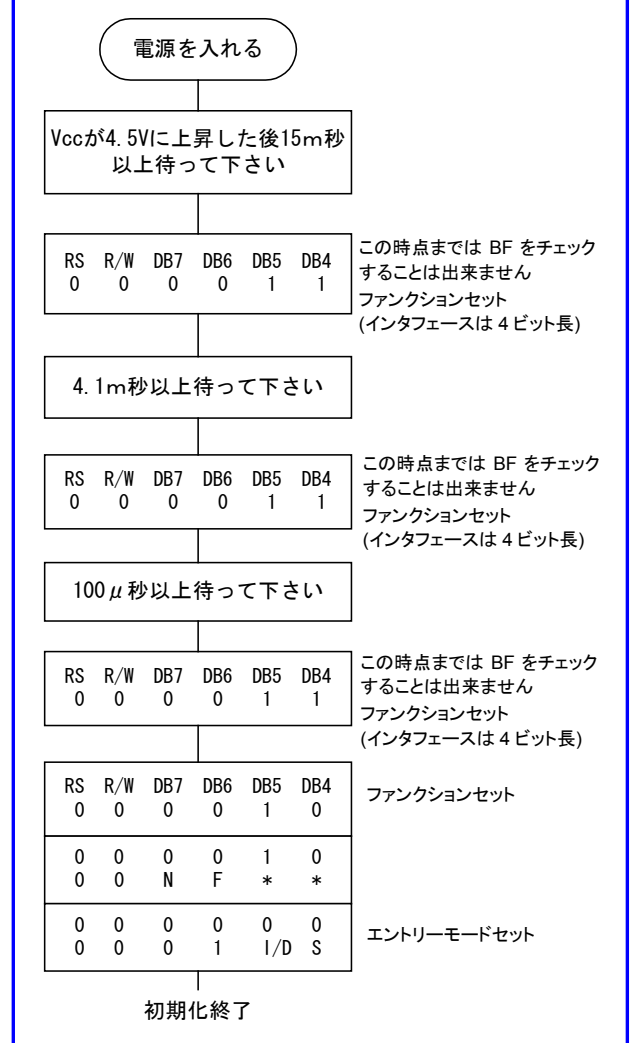 電源を入れる
Vccが4.5Vに上昇した後15m秒
以上待って下さい
RS R/W DB7 DB6 DB5 DB4
0 0 0 0 1 1
この時点までは BF をチェック
することは出来ません
ファンクションセット
(インタフェースは 4 ビット長)
4.1m秒以上待って下さい
RS R/W DB7 DB6 DB5 DB4
0 0 0 0 1 1
この時点までは BF をチェック
することは出来ません
ファンクションセット
(インタフェースは 4 ビット長)
100μ秒以上待って下さい
RS R/W DB7 DB6 DB5 DB4
0 0 0 0 1 1
この時点までは BF をチェック
することは出来ません
ファンクションセット
(インタフェースは 4 ビット長)
RS R/W DB7 DB6 DB5 DB4
0 0 0 0 1 0
ファンクションセット
0 0 0 0 1 0
0 0 N F * *
0 0 0 0 0 0
0 0 0 1 I/D S
エントリーモードセット
初期化終了